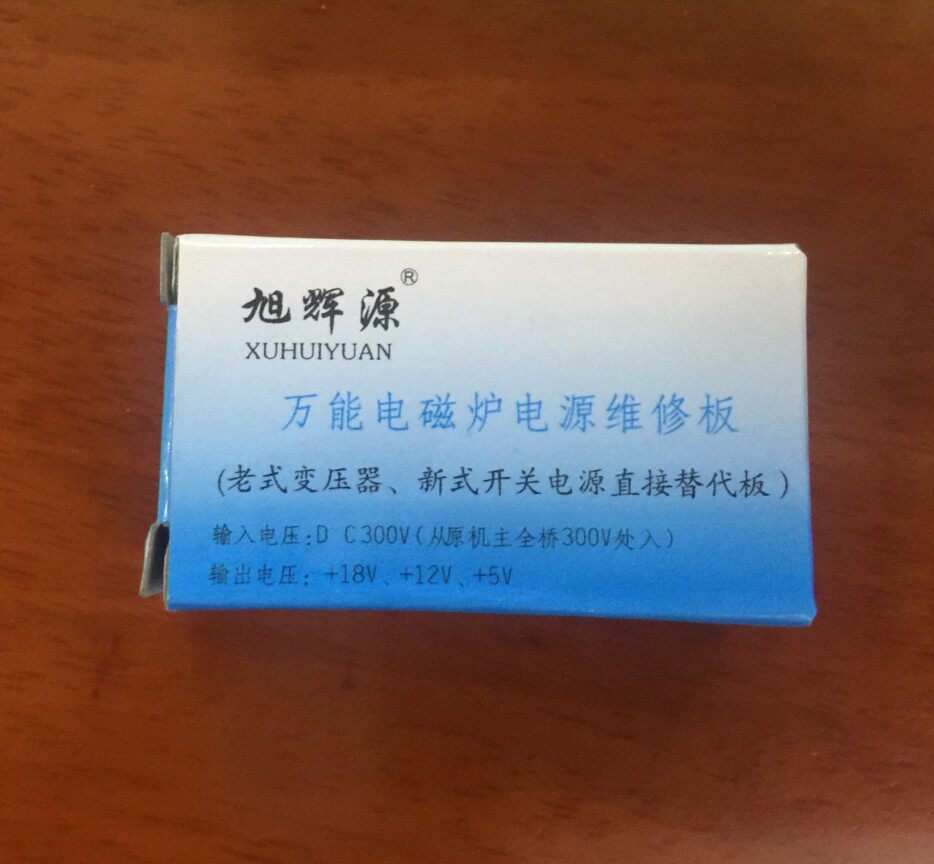 旭辉源®
XUHUIYUAN
万能电磁炉电源维修板
(老式变压器、新式开关电源直接替代板)
输入电压:D C300V(从原机主全桥300V处入)
输出电压:+18V、+12V、+5V